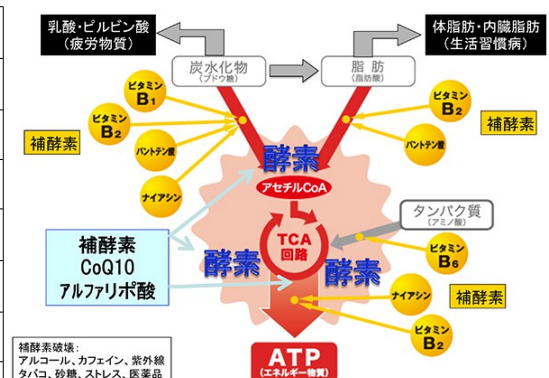 乳酸・ピルビン酸
（疲労物質）
体脂肪・内臓脂肪
（生活習慣病）
炭水化物
（ブドウ糖）
脂 肪
（脂肪酸）
ビタミン
B1
ビタミン
B2
パントテン酸
ナイアシン
補酵素
ビタミン
B2
パントテン酸
補酵素
酵素
アセチルCoA
タンパク質
（アミノ酸）
TCA
回路
酵素
酵素
補酵素
CoQ10
アルファリポ酸
ビタミン
B6
ナイアシン
補酵素
ビタミン
B2
ATP
（エネルギー物質）
補酵素破壊：
アルコール、カフェイン、紫外線
タバコ、砂糖、ストレス、医薬品